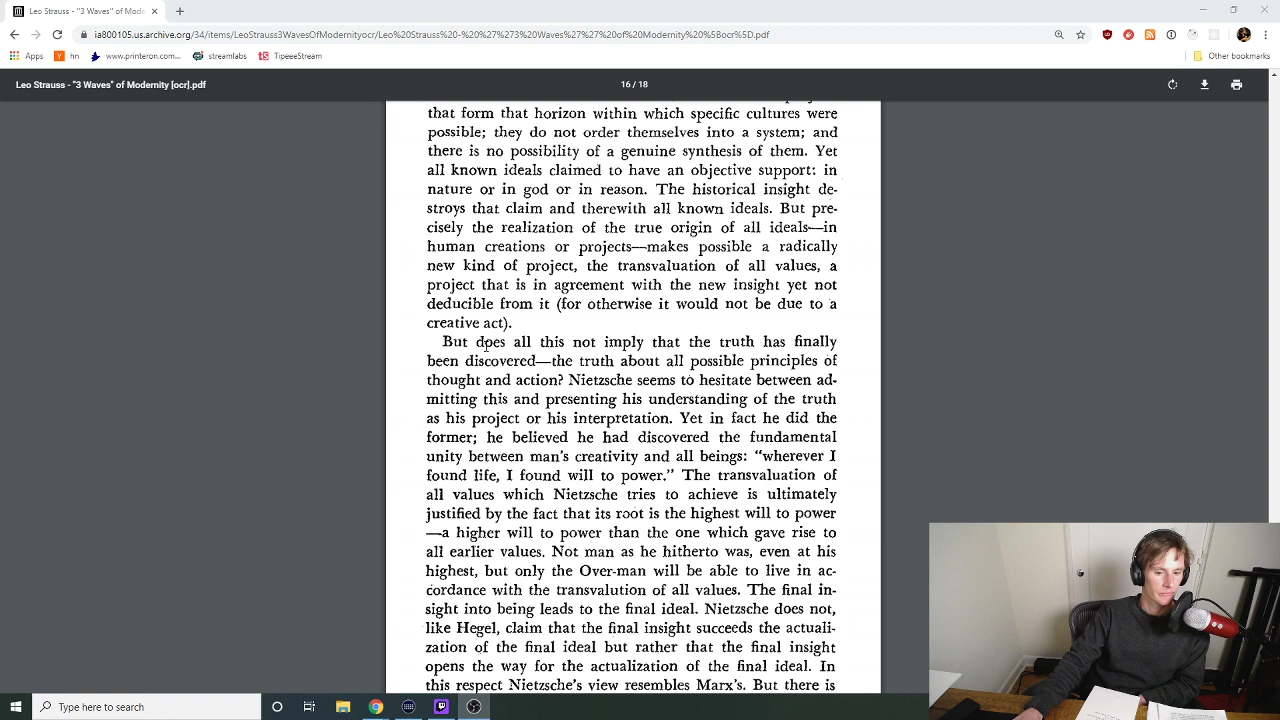 Leo Strauss - "3 Waves" of Modernity
ia800105.us.archive.org/34/items/LeoStrauss3WavesOfModernityocr/Leo%20Strauss%20-%20%27%273%20Waves%27%27%20of%20Modernity%20%5Bocr%5D.pdf
Apps hn www.printeron.com streamlabs TipeeeStream Other bookmarks
Leo Strauss - "3 Waves" of Modernity [ocr].pdf 16 / 18
that form that horizon within which specific cultures were
possible; they do not order themselves into a system; and
there is no possibility of a genuine synthesis of them. Yet
all known ideals claimed to have an objective support: in
nature or in god or in reason. The historical insight de-
stroys that claim and therewith all known ideals. But pre-
cisely the realization of the true origin of all ideals—in
human creations or projects—makes possible a radically
new kind of project, the transvaluation of all values, a
project that is in agreement with the new insight yet not
deducible from it (for otherwise it would not be due to a
creative act).
But does all this not imply that the truth has finally
been discovered—the truth about all possible principles of
thought and action? Nietzsche seems to hesitate between ad-
mitting this and presenting his understanding of the truth
as his project or his interpretation. Yet in fact he did the
former; he believed he had discovered the fundamental
unity between man's creativity and all beings: "wherever I
found life, I found will to power." The transvaluation of
all values which Nietzsche tries to achieve is ultimately
justified by the fact that its root is the highest will to power
—a higher will to power than the one which gave rise to
all earlier values. Not man as he hitherto was, even at his
highest, but only the Over-man will be able to live in ac-
cordance with the transvalution of all values. The final in-
sight into being leads to the final ideal. Nietzsche does not,
like Hegel, claim that the final insight succeeds the actuali-
zation of the final ideal but rather that the final insight
opens the way for the actualization of the final ideal. In
this respect Nietzsche's view resembles Marx's. But there is
Type here to search